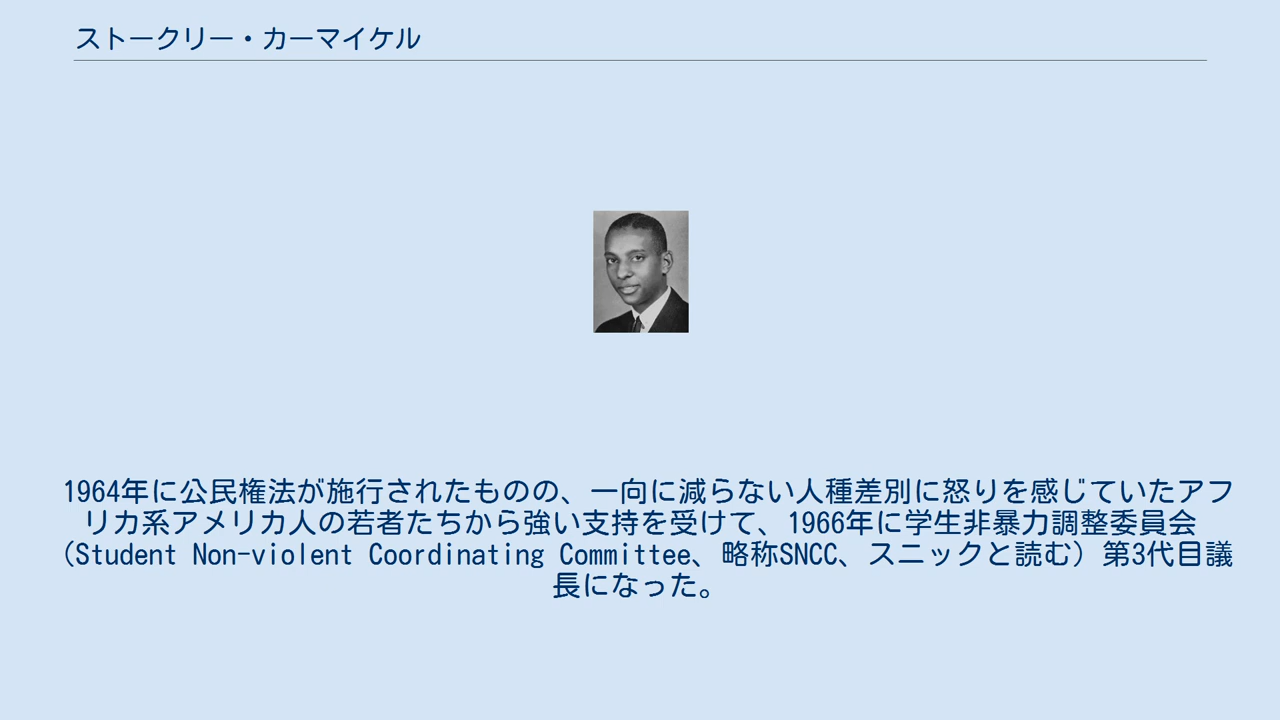 ストークリー・カーマイケル
1964年に公民権法が施行されたものの、一向に減らない人種差別に怒りを感じていたアフ
リカ系アメリカ人の若者たちから強い支持を受けて、1966年に学生非暴力調整委員会
（Student Non-violent Coordinating Committee、略称SNCC、スニックと読む）第3代目議
長になった。